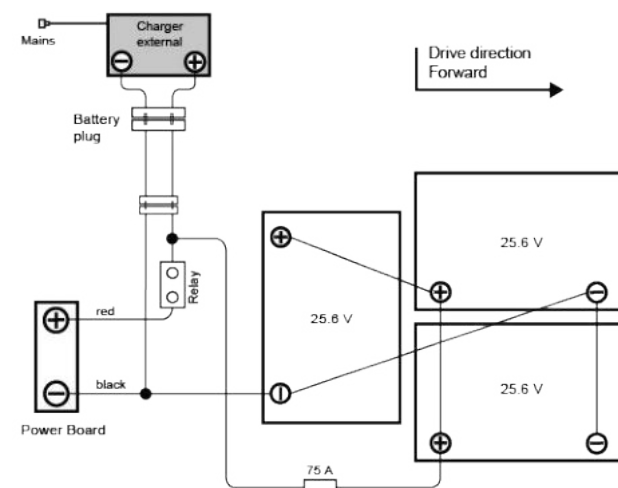 Charger
external
Mains
Drive direction
Forward
Battery
plug
25.6 V
Relay
red
25.6 V
25.6 V
black
Power Board
75 A